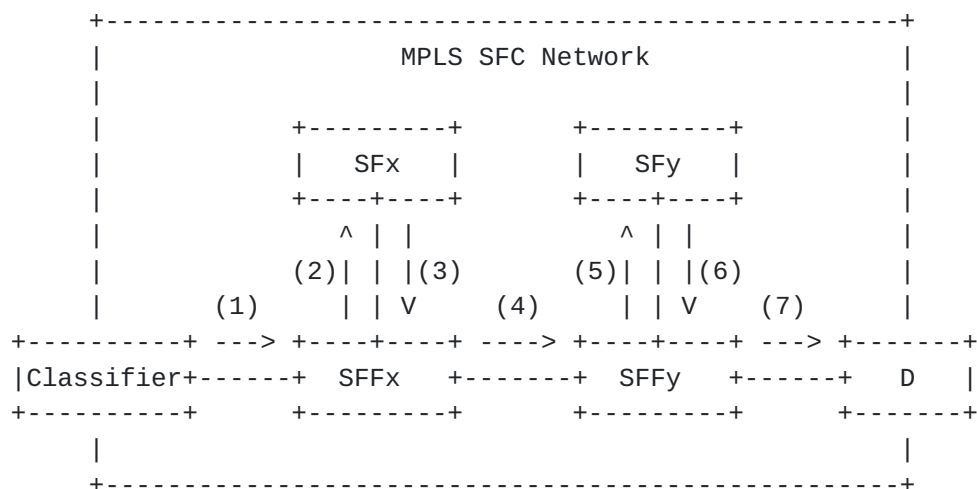 +---------------------------------------------------+
     |                   MPLS SFC Network                |
     |                                                   |
     |            +---------+       +---------+          |
     |            |   SFx   |       |   SFy   |          |
     |            +----+----+       +----+----+          |
     |               ^ | |             ^ | |             |
     |            (2)| | |(3)       (5)| | |(6)          |
     |       (1)     | | V     (4)     | | V    (7)      |
+----------+ ---> +----+----+ ----> +----+----+ ---> +-------+
|Classifier+------+  SFFx   +-------+  SFFy   +------+   D   |
+----------+      +---------+       +---------+      +-------+
     |                                                   |
     +---------------------------------------------------+